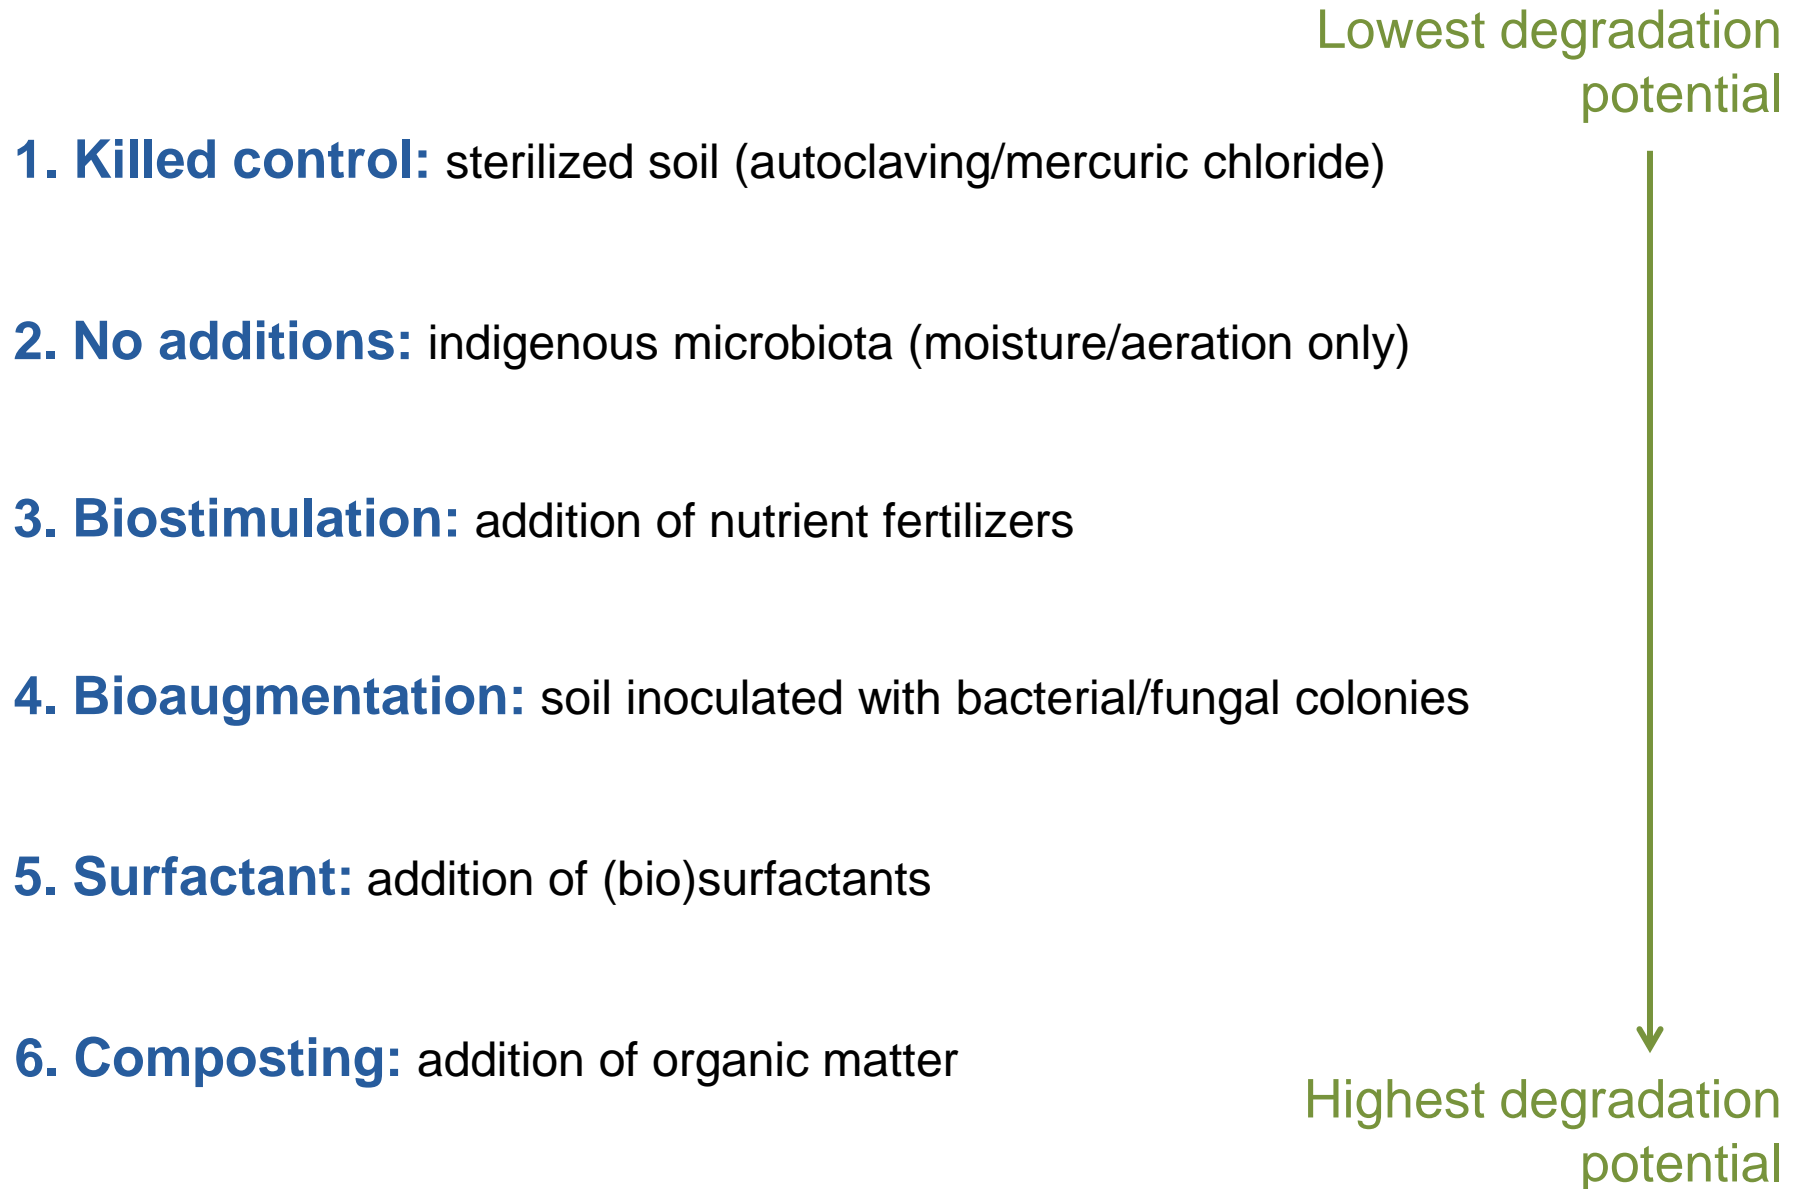 Lowest degradation
potential
1. Killed control: sterilized soil (autoclaving/mercuric chloride)
2. No additions: indigenous microbiota (moisture/aeration only)
3. Biostimulation: addition of nutrient fertilizers
4. Bioaugmentation: soil inoculated with bacterial/fungal colonies
5. Surfactant: addition of (bio)surfactants
6. Composting: addition of organic matter
Highest degradation
potential